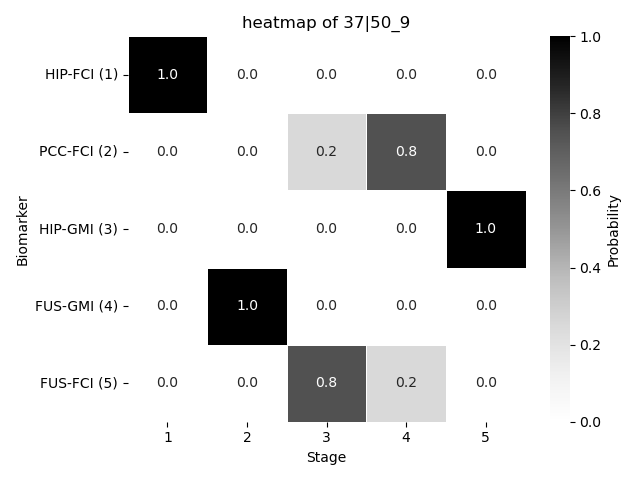 heatmap of 37|50_9
Biomarker
HIP-FCI (1) 1.0 0.0 0.0 0.0 0.0
PCC-FCI (2) 0.0 0.0 0.2 0.8 0.0
HIP-GMI (3) 0.0 0.0 0.0 0.0 1.0
FUS-GMI (4) 0.0 1.0 0.0 0.0 0.0
FUS-FCI (5) 0.0 0.0 0.8 0.2 0.0
1 2 3 4 5
Stage
1.0
0.8
0.6
0.4
0.2
0.0
Probability